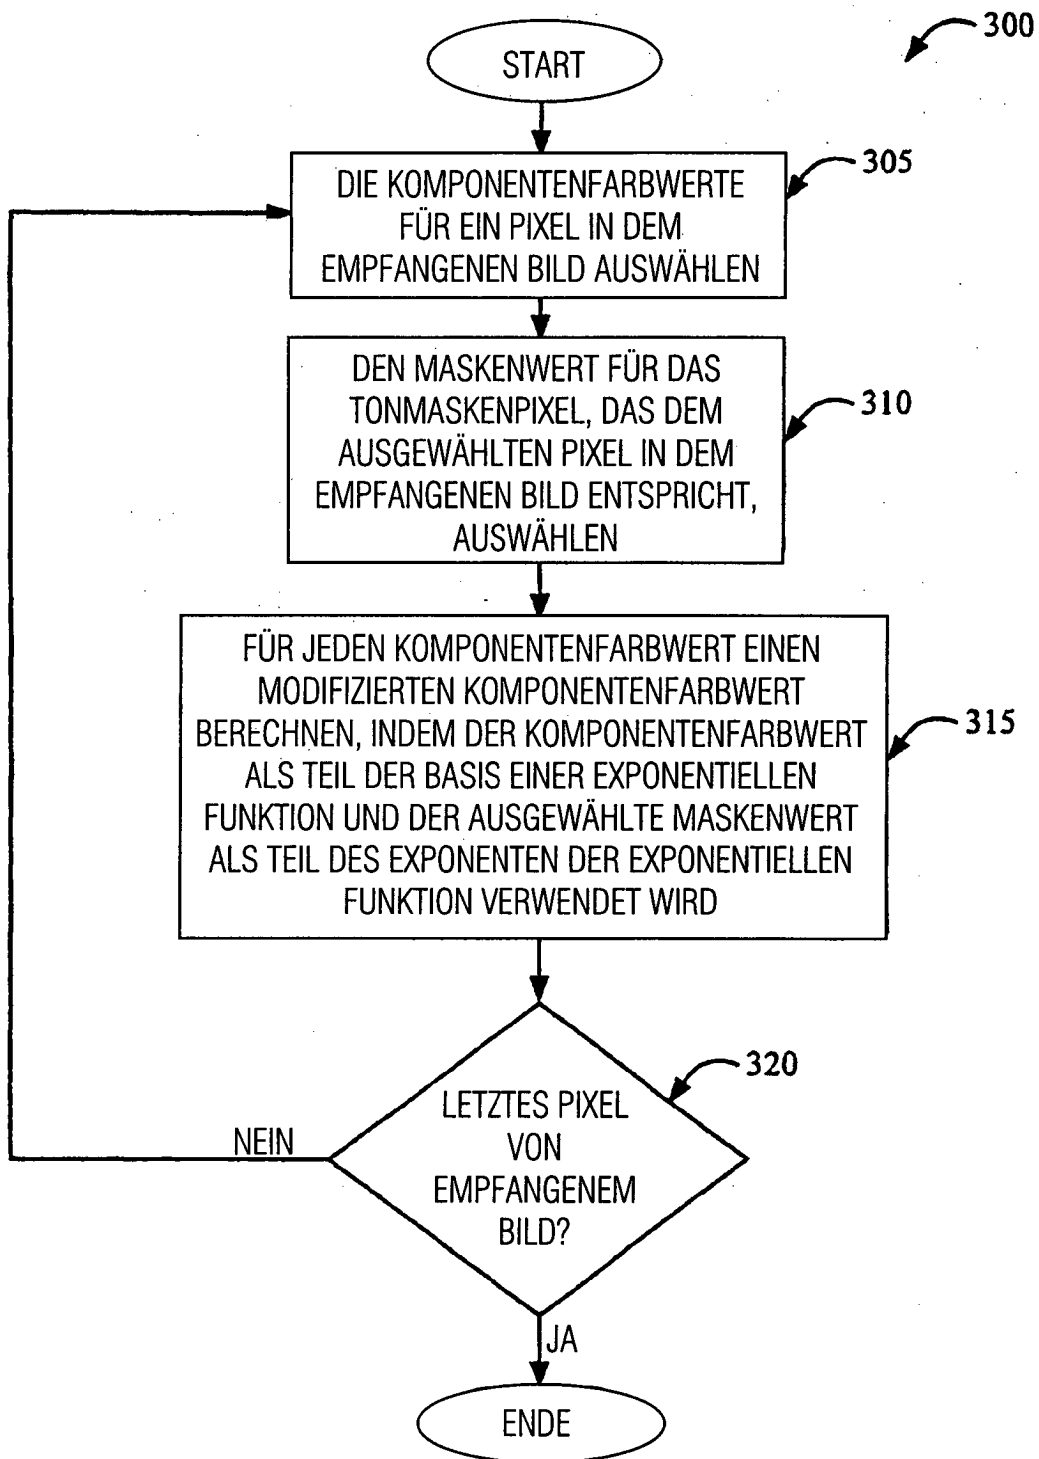 300
START
305
DIE KOMPONENTENFARBWERTE
FÜR EIN PIXEL IN DEM
EMPFANGENEN BILD AUSWÄHLEN
DEN MASKENWERT FÜR DAS
TONMASKENPIXEL, DAS DEM
AUSGEWÄHLTEN PIXEL IN DEM
EMPFANGENEN BILD ENTSPRICHT,
AUSWÄHLEN
310
FÜR JEDEN KOMPONENTENFARBWERT EINEN
MODIFIZIERTEN KOMPONENTENFARBWERT
BERECHNEN, INDEM DER KOMPONENTENFARBWERT
ALS TEIL DER BASIS EINER EXPONENTIELLEN
FUNKTION UND DER AUSGEWÄHLTE MASKENWERT
ALS TEIL DES EXPONENTEN DER EXPONENTIELLEN
FUNKTION VERWENDET WIRD
315
320
LETZTES PIXEL
VON
EMPFANGENEM
BILD?
NEIN
JA
ENDE